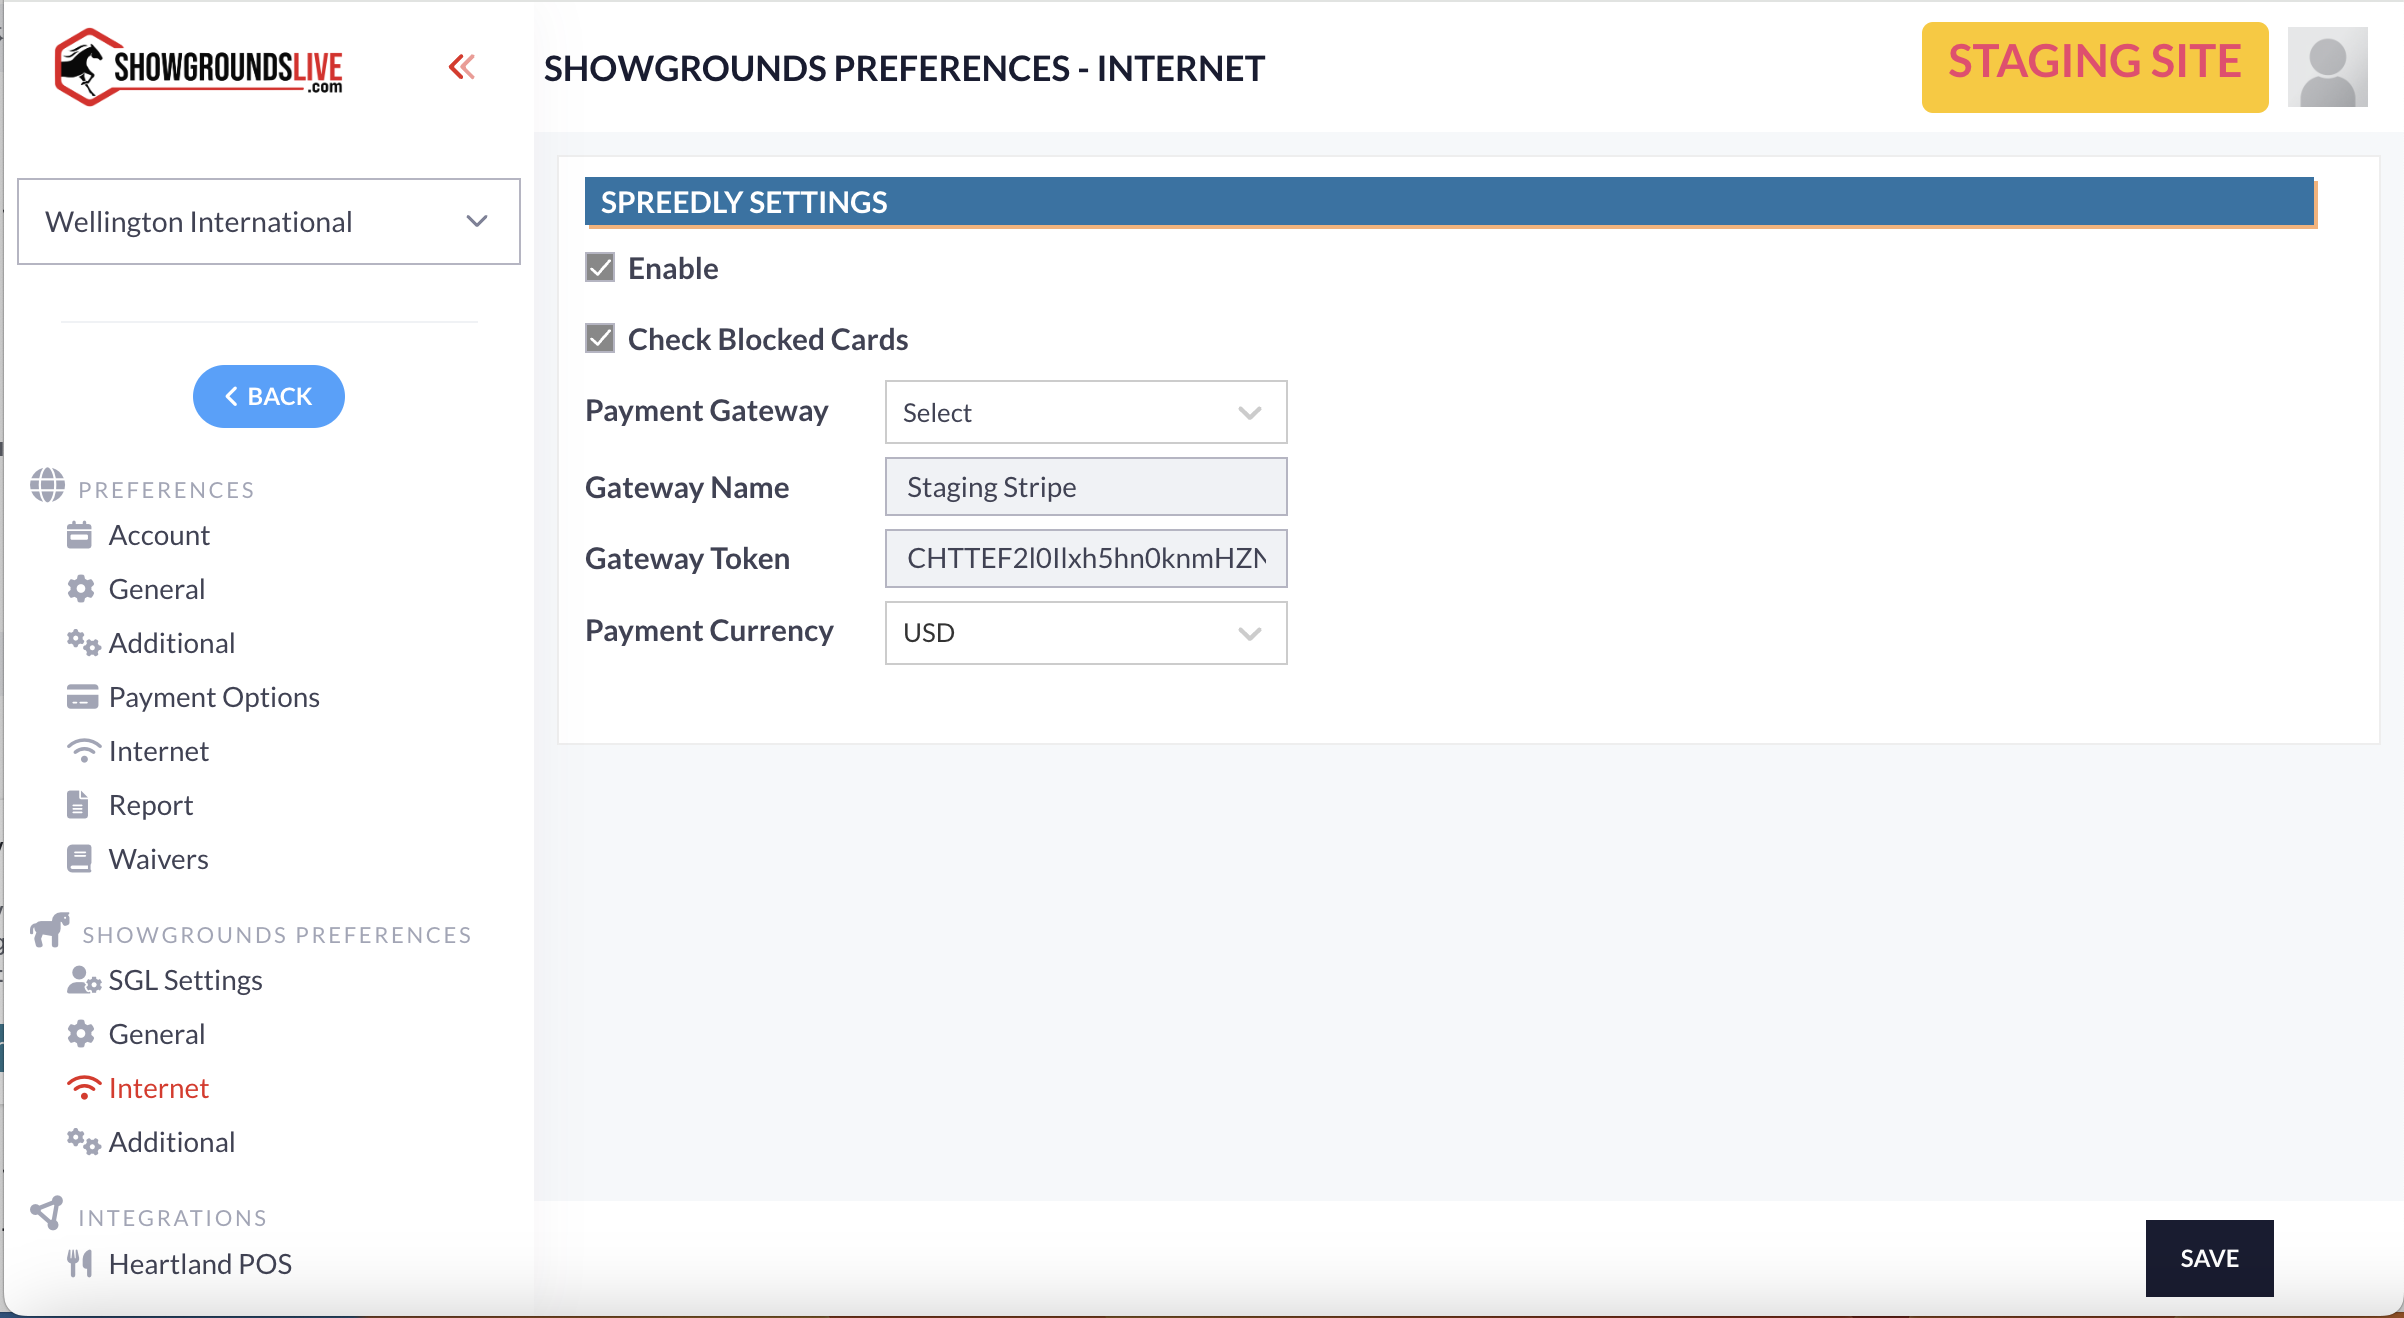 SHOWGROUNDSLIVE
.com
SHOWGROUNDS PREFERENCES - INTERNET
STAGING SITE
Wellington International
BACK
PREFERENCES
Account
General
Additional
Payment Options
Internet
Report
Waivers
SHOWGROUNDS PREFERENCES
SGL Settings
General
Internet
Additional
INTEGRATIONS
Heartland POS
SPREEDLY SETTINGS
Enable
Check Blocked Cards
Payment Gateway
Select
Gateway Name
Staging Stripe
Gateway Token
Payment Currency
USD
SAVE